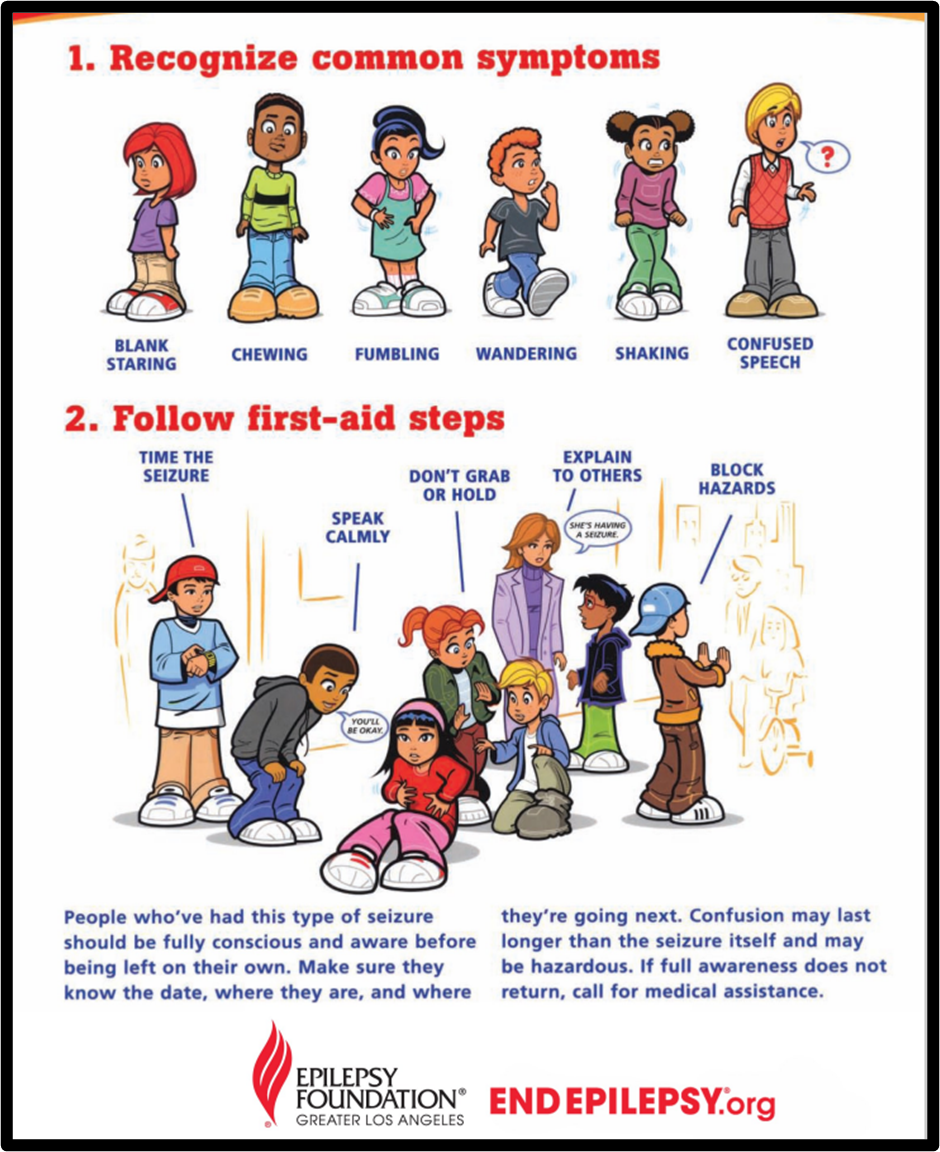 1. Recognize common symptoms
?
BLANK
STARING
CHEWING
FUMBLING
WANDERING
SHAKING
CONFUSED
SPEECH
2. Follow first-aid steps
TIME THE
SEIZURE
SPEAK
CALMLY
DON'T GRAB
OR HOLD
EXPLAIN
TO OTHERS
BLOCK
HAZARDS
SHE'S HAVING
A SEIZURE.
YOU'LL
BE OKAY.
People who've had this type of seizure
should be fully conscious and aware before
being left on their own. Make sure they
know the date, where they are, and where
they're going next. Confusion may last
longer than the seizure itself and may
be hazardous. If full awareness does not
return, call for medical assistance.
EPILEPSY
FOUNDATION®
GREATER LOS ANGELES
®
END EPILEPSY®.org